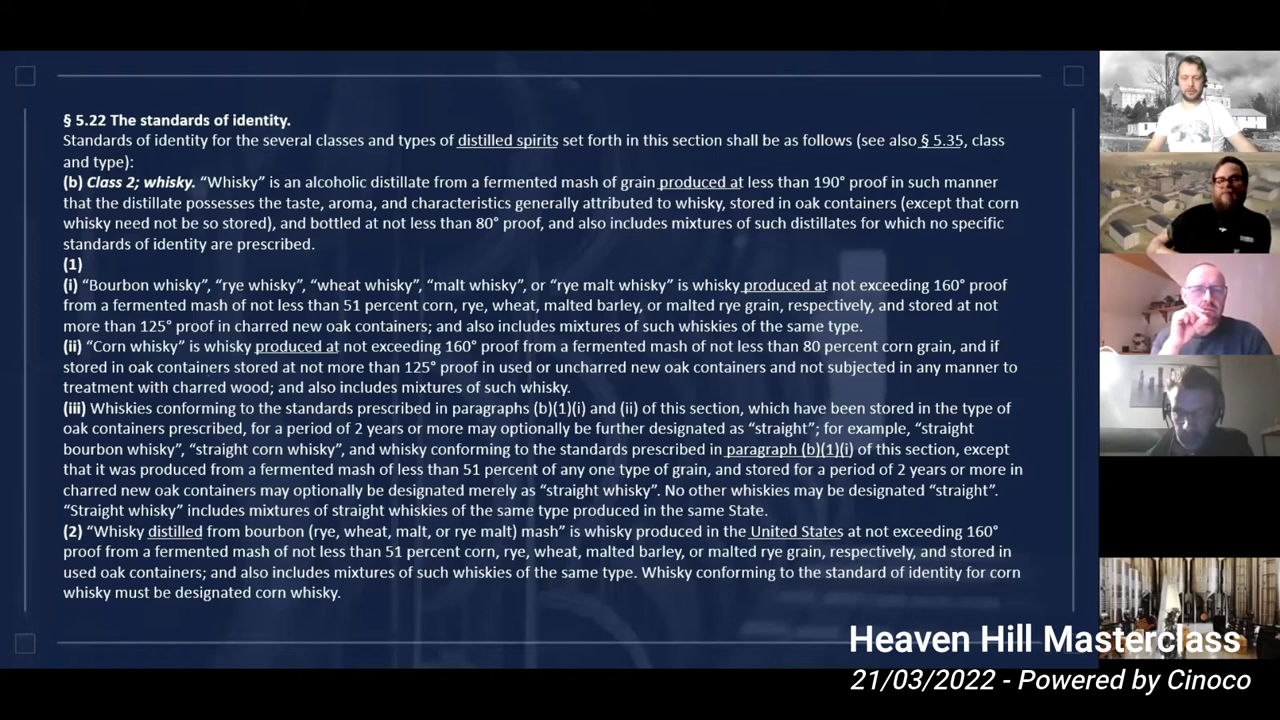 § 5.22 The standards of identity.
Standards of identity for the several classes and types of distilled spirits set forth in this section shall be as follows (see also § 5.35, class
and type):
(b) Class 2; whisky. “Whisky” is an alcoholic distillate from a fermented mash of grain produced at less than 190° proof in such manner
that the distillate possesses the taste, aroma, and characteristics generally attributed to whisky, stored in oak containers (except that corn
whisky need not be so stored), and bottled at not less than 80° proof, and also includes mixtures of such distillates for which no specific
standards of identity are prescribed.
(1)
(i) “Bourbon whisky”, “rye whisky”, “wheat whisky”, “malt whisky”, or “rye malt whisky” is whisky produced at not exceeding 160° proof
from a fermented mash of not less than 51 percent corn, rye, wheat, malted barley, or malted rye grain, respectively, and stored at not
more than 125° proof in charred new oak containers; and also includes mixtures of such whiskies of the same type.
(ii) “Corn whisky” is whisky produced at not exceeding 160° proof from a fermented mash of not less than 80 percent corn grain, and if
stored in oak containers stored at not more than 125° proof in used or uncharred new oak containers and not subjected in any manner to
treatment with charred wood; and also includes mixtures of such whisky.
(iii) Whiskies conforming to the standards prescribed in paragraphs (b)(1)(i) and (ii) of this section, which have been stored in the type of
oak containers prescribed, for a period of 2 years or more may optionally be further designated as “straight”; for example, “straight
bourbon whisky”, “straight corn whisky”, and whisky conforming to the standards prescribed in paragraph (b)(1)(i) of this section, except
that it was produced from a fermented mash of less than 51 percent of any one type of grain, and stored for a period of 2 years or more in
charred new oak containers may optionally be designated merely as “straight whisky”. No other whiskies may be designated “straight”.
“Straight whisky” includes mixtures of straight whiskies of the same type produced in the same State.
(2) “Whisky distilled from bourbon (rye, wheat, malt, or rye malt) mash” is whisky produced in the United States at not exceeding 160°
proof from a fermented mash of not less than 51 percent corn, rye, wheat, malted barley, or malted rye grain, respectively, and stored in
used oak containers; and also includes mixtures of such whiskies of the same type. Whisky conforming to the standard of identity for corn
whisky must be designated corn whisky.
Heaven Hill Masterclass
21/03/2022 - Powered by Cinoco